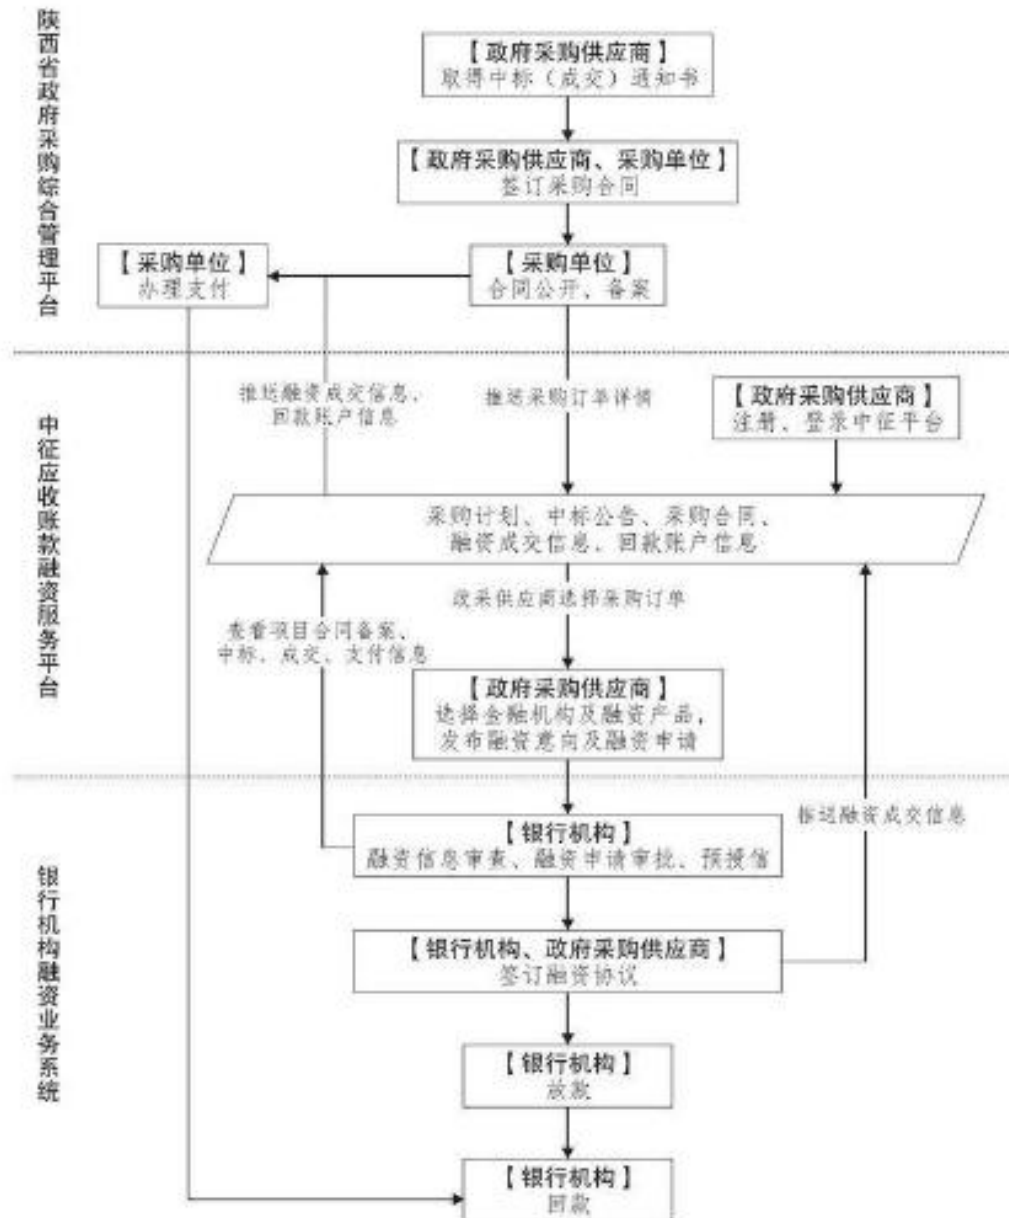 陕西省政府采购综合管理平台
【政府采购供应商】
取得中标（成交）通知书
【政府采购供应商、采购单位】
签订采购合同
【采购单位】
办理支付
【采购单位】
合同公开、备案
中征应收账款融资服务平台
推送融资成交信息、
回款账户信息
推送采购订单详情
【政府采购供应商】
注册、登录中征平台
采购计划、中标公告、采购合同、
融资成交信息、回款账户信息
政采供应商选择采购订单
查看项目合同备案、
中标、成交、支付信息
【政府采购供应商】
选择金融机构及融资产品，
发布融资意向及融资申请
银行机构融资业务系统
【银行机构】
融资信息审查、融资申请审批、预授信
推送融资成交信息
【银行机构、政府采购供应商】
签订融资协议
【银行机构】
放款
【银行机构】
回款